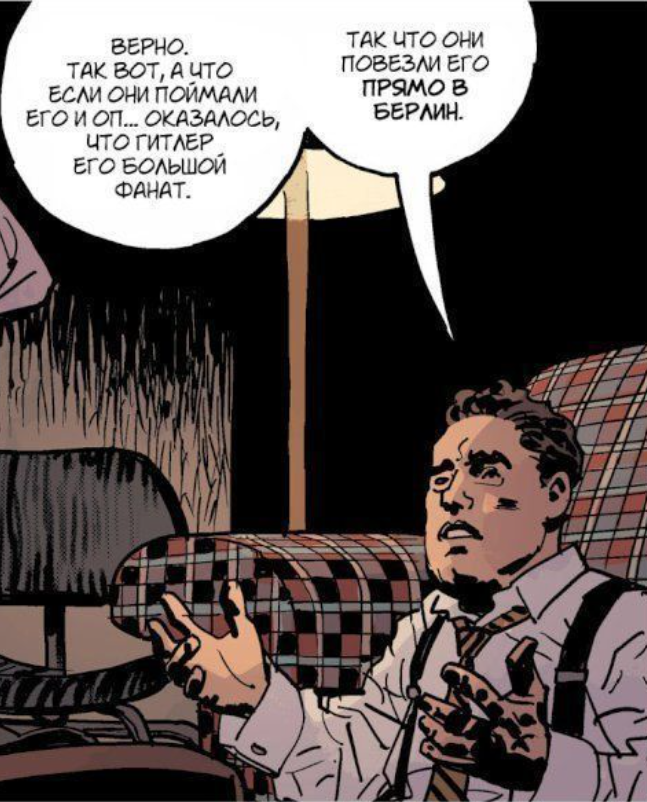 ВЕРНО.
ТАК ВОТ, А ЧТО
ЕСЛИ ОНИ ПОЙМАЛИ
ЕГО И ОП... ОКАЗАЛОСЬ,
ЧТО ГИТЛЕР
ЕГО БОЛЬШОЙ
ФАНАТ.
ТАК ЧТО ОНИ
ПОВЕЗЛИ ЕГО
ПРЯМО В
БЕРЛИН.